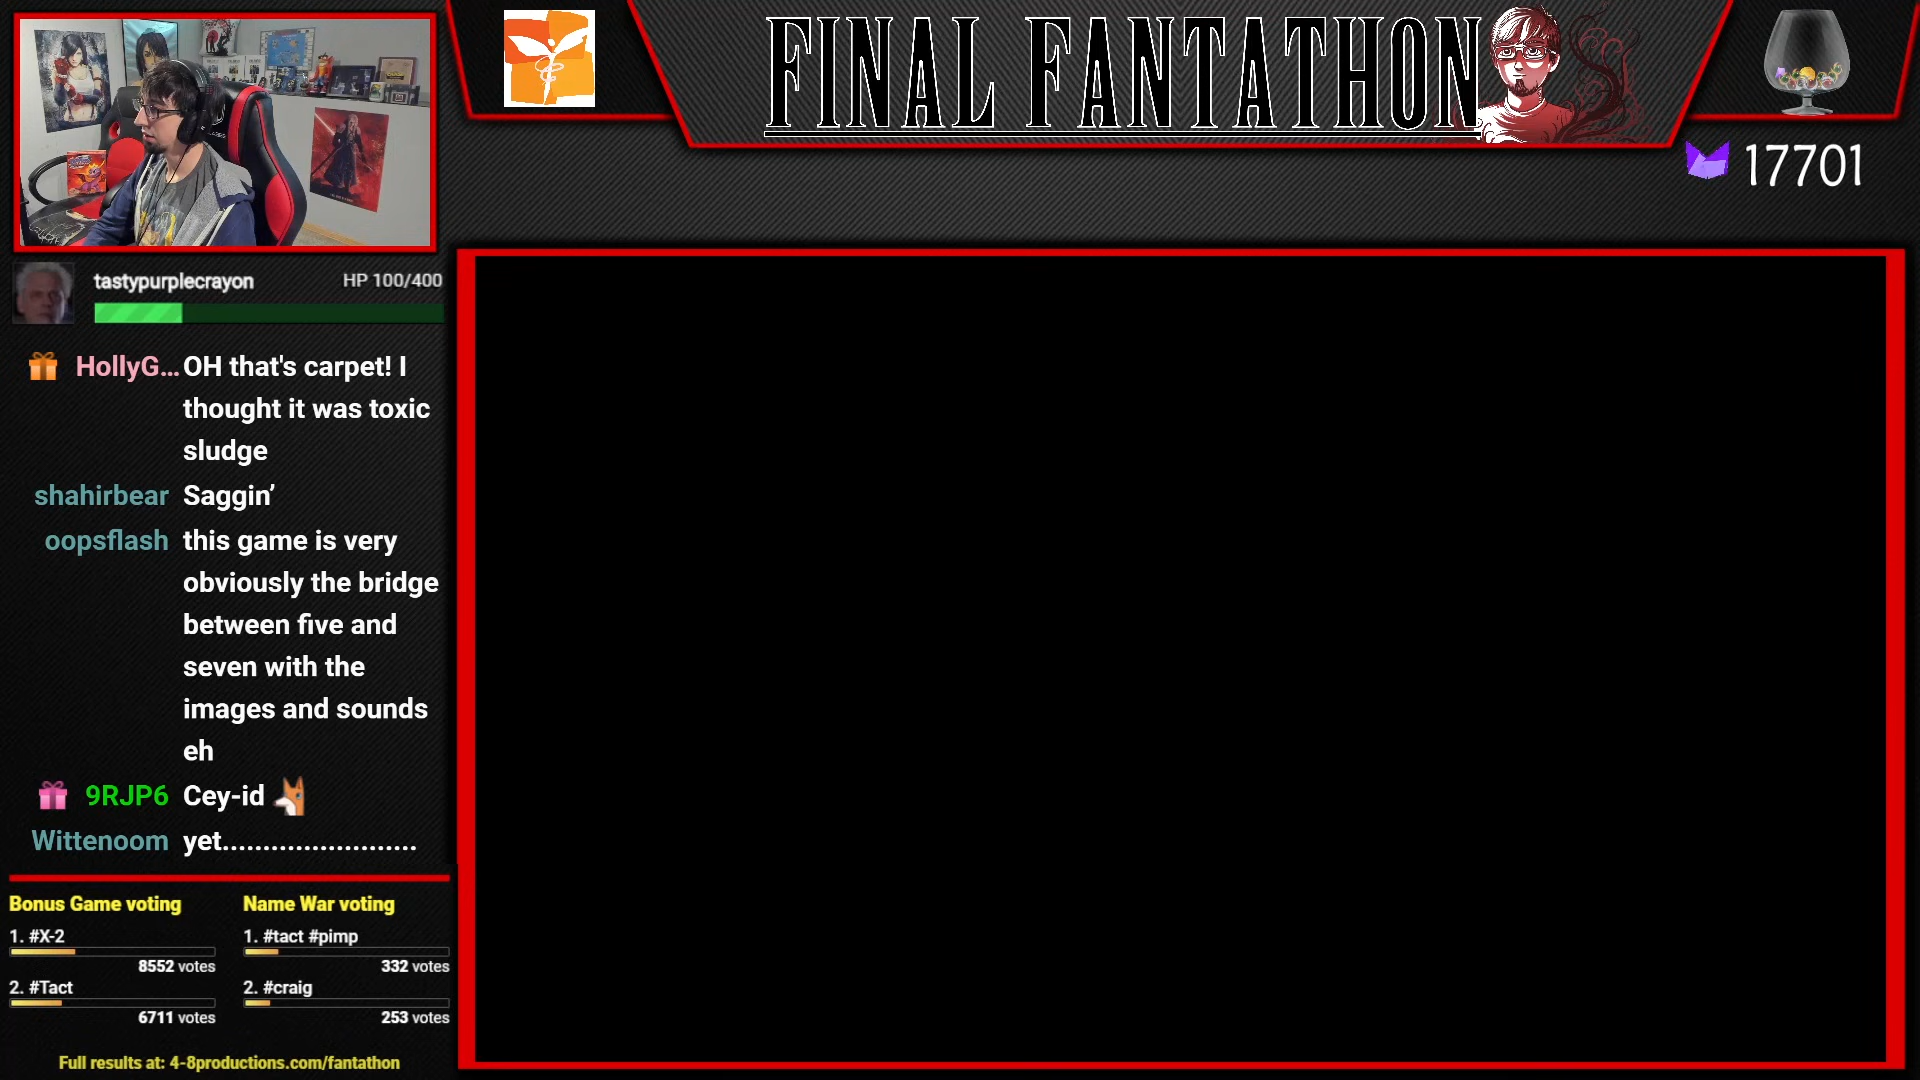 FINAL FANTATHON
17701
tastypurplecrayon HP 100/400
HollyG... OH that's carpet! I
thought it was toxic
sludge
shahirbear Saggin’
oopsflash this game is very
obviously the bridge
between five and
seven with the
images and sounds
eh
9RJP6 Cey-id
Wittenoom yet........................
Bonus Game voting
1. #X-2
8552 votes
2. #Tact
6711 votes
Name War voting
1. #tact #pimp
332 votes
2. #craig
253 votes
Full results at: 4-8productions.com/fantathon